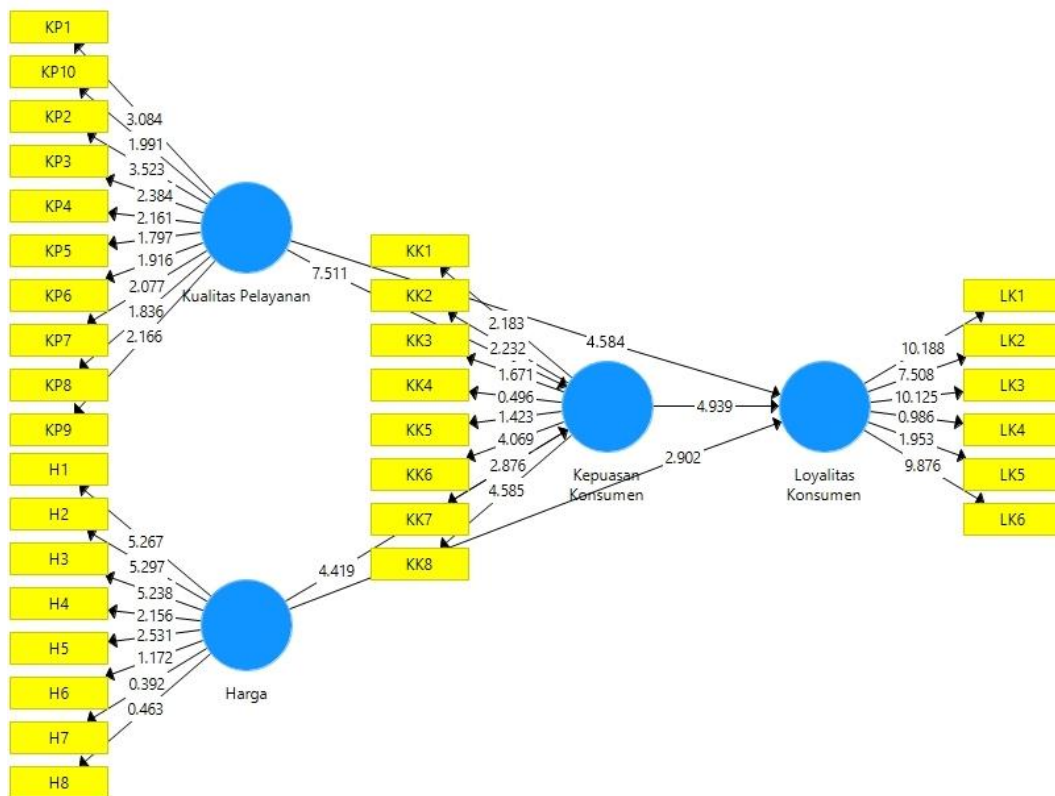 KP1
KP10
KP2
KP3
KP4
KP5
KP6
KP7
KP8
KP9
3.084
1.991
3.523
2.384
2.161
1.797
1.916
2.077
1.836
2.166
Kualitas Pelayanan
H1
H2
H3
H4
H5
H6
H7
H8
5.267
5.297
5.238
2.156
2.531
1.172
0.392
0.463
Harga
7.511
4.584
4.419
2.902
KK1
KK2
KK3
KK4
KK5
KK6
KK7
KK8
2.183
2.232
1.671
0.496
1.423
4.069
2.876
4.585
Kepuasan
Konsumen
4.939
Loyalitas
Konsumen
10.188
7.508
10.125
0.986
1.953
9.876
LK1
LK2
LK3
LK4
LK5
LK6